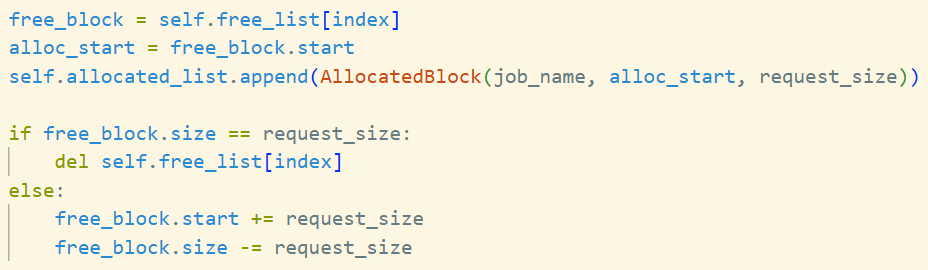 free_block = self.free_list[index]
alloc_start = free_block.start
self.allocated_list.append(AllocatedBlock(job_name, alloc_start, request_size))

if free_block.size == request_size:
    del self.free_list[index]
else:
    free_block.start += request_size
    free_block.size -= request_size